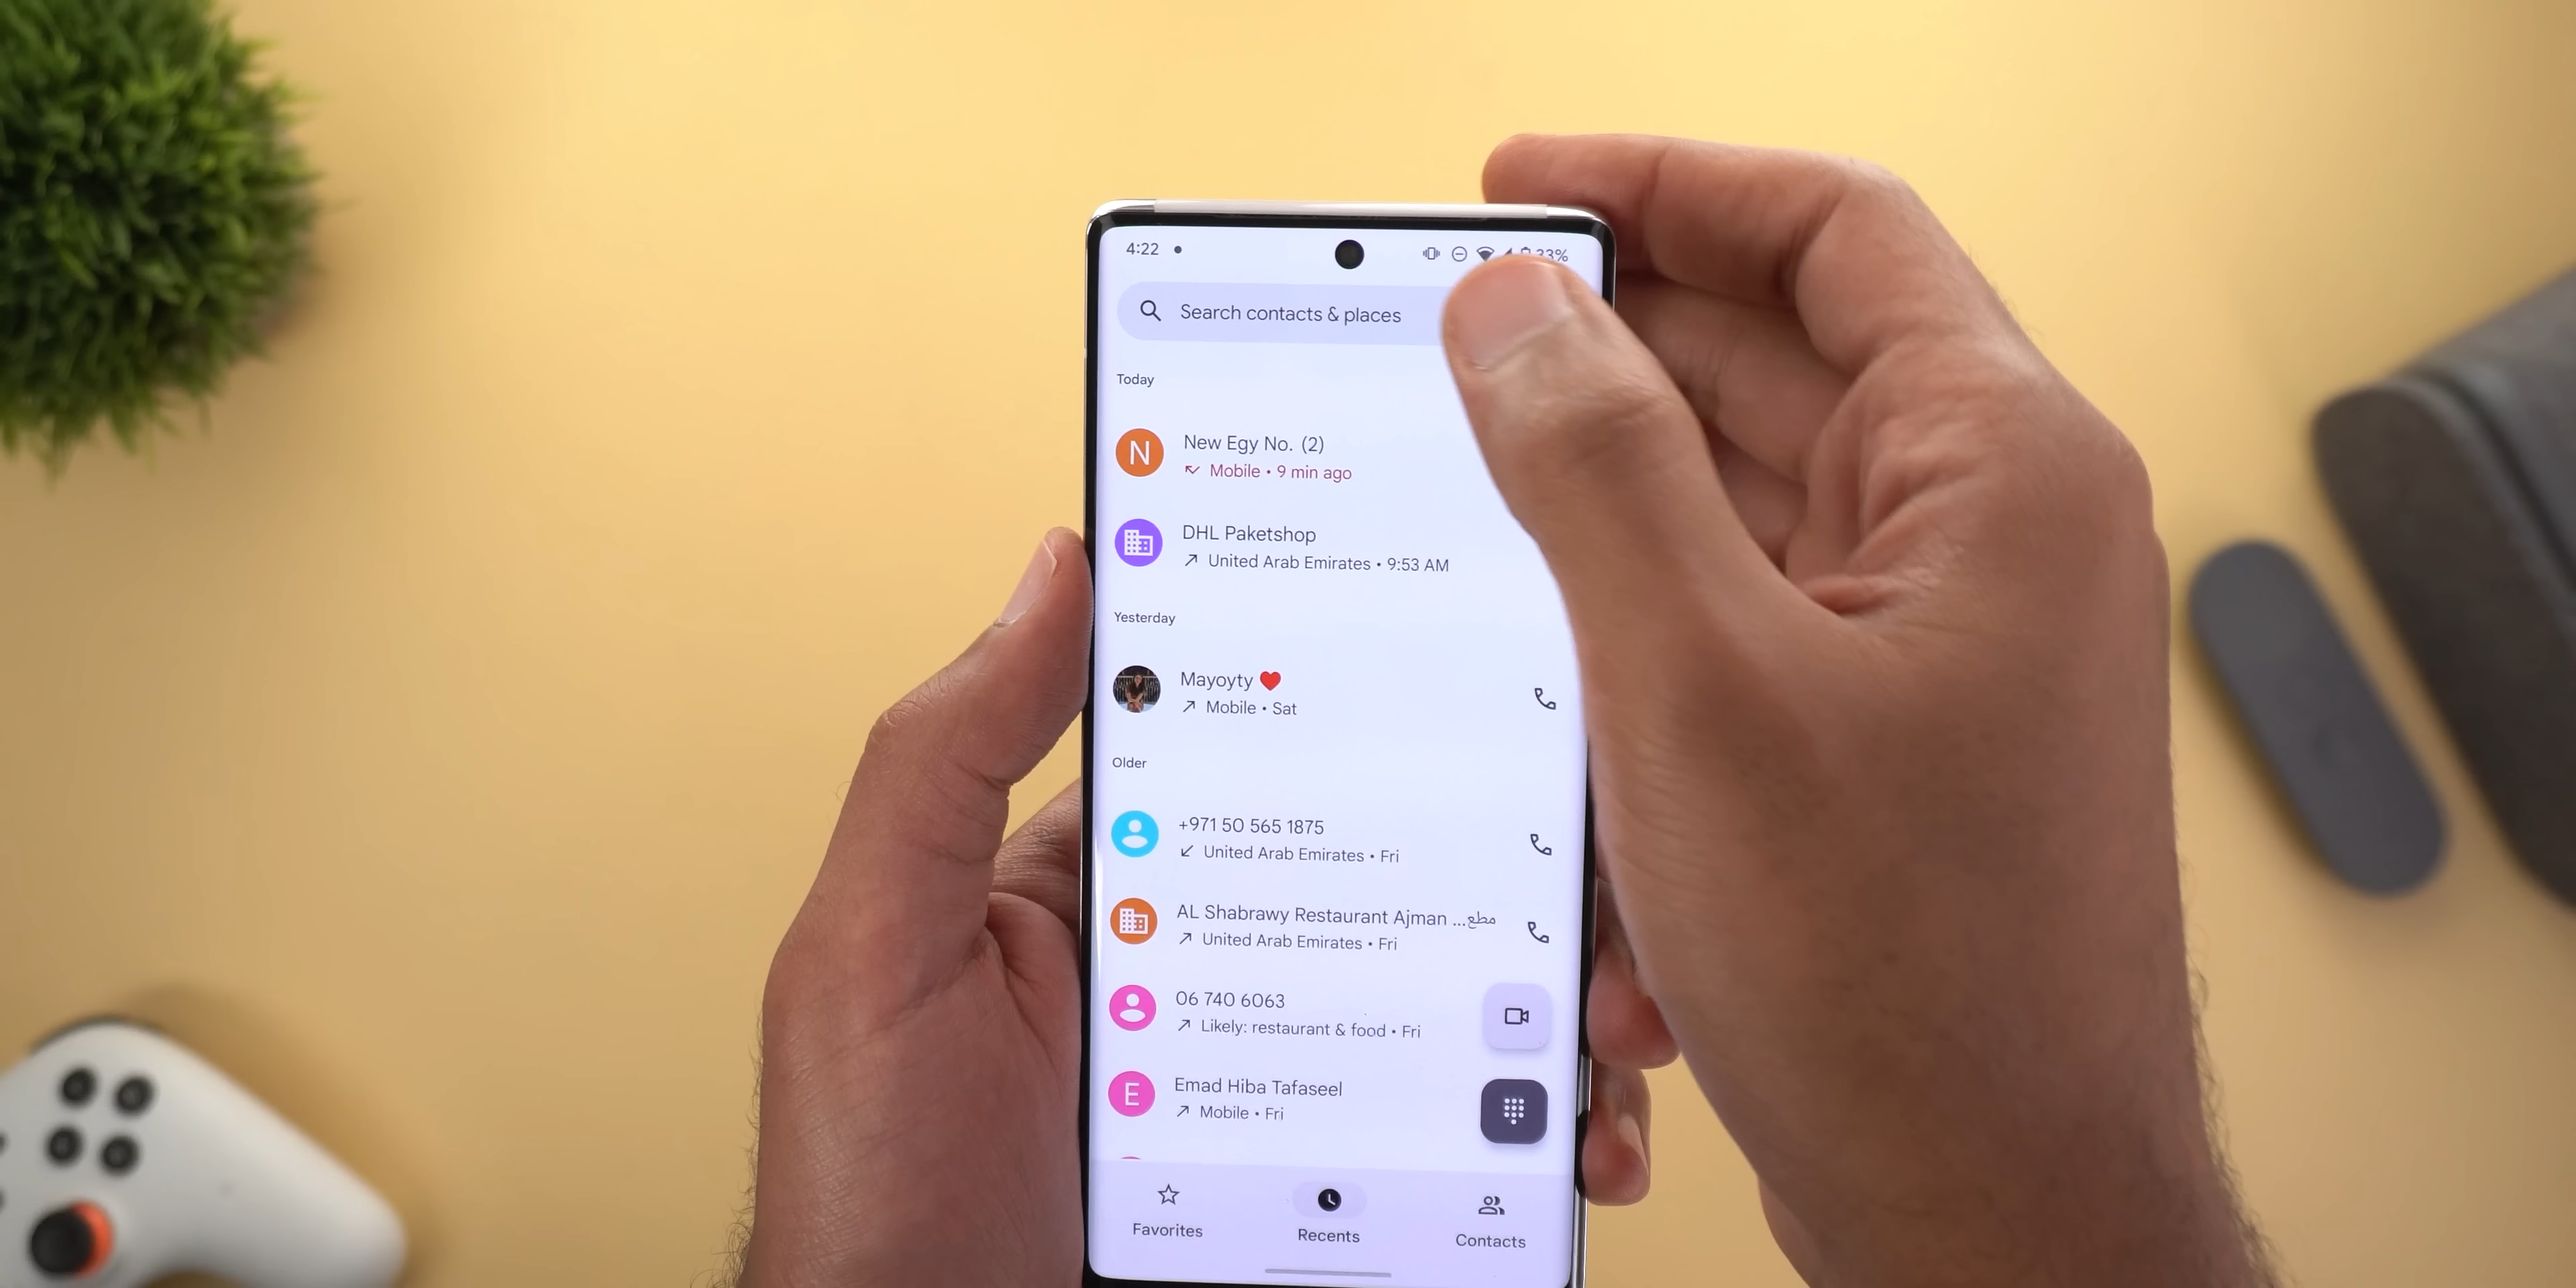 4:22
33%
Search contacts & places
Today
N
New Egy No. (2)
Mobile • 9 min ago
DHL Paketshop
United Arab Emirates • 9:53 AM
Yesterday
Mayoyty ❤️
Mobile • Sat
Older
+971 50 565 1875
United Arab Emirates • Fri
AL Shabrawy Restaurant Ajman ...مطع
United Arab Emirates • Fri
06 740 6063
Likely: restaurant & food • Fri
E
Emad Hiba Tafaseel
Mobile • Fri
Favorites
Recents
Contacts